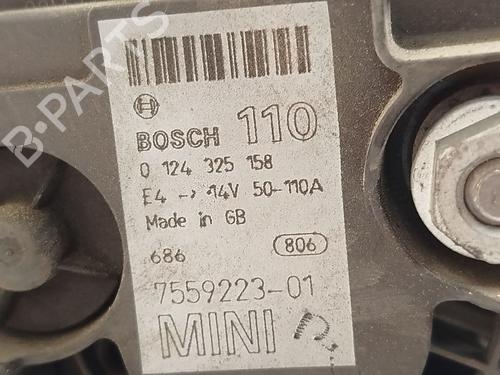 BOSCH 110
0 124 325 158
E4 -> 14V 50-110A
Made in GB
686 806
7559223-01
MINI
B-PARTS